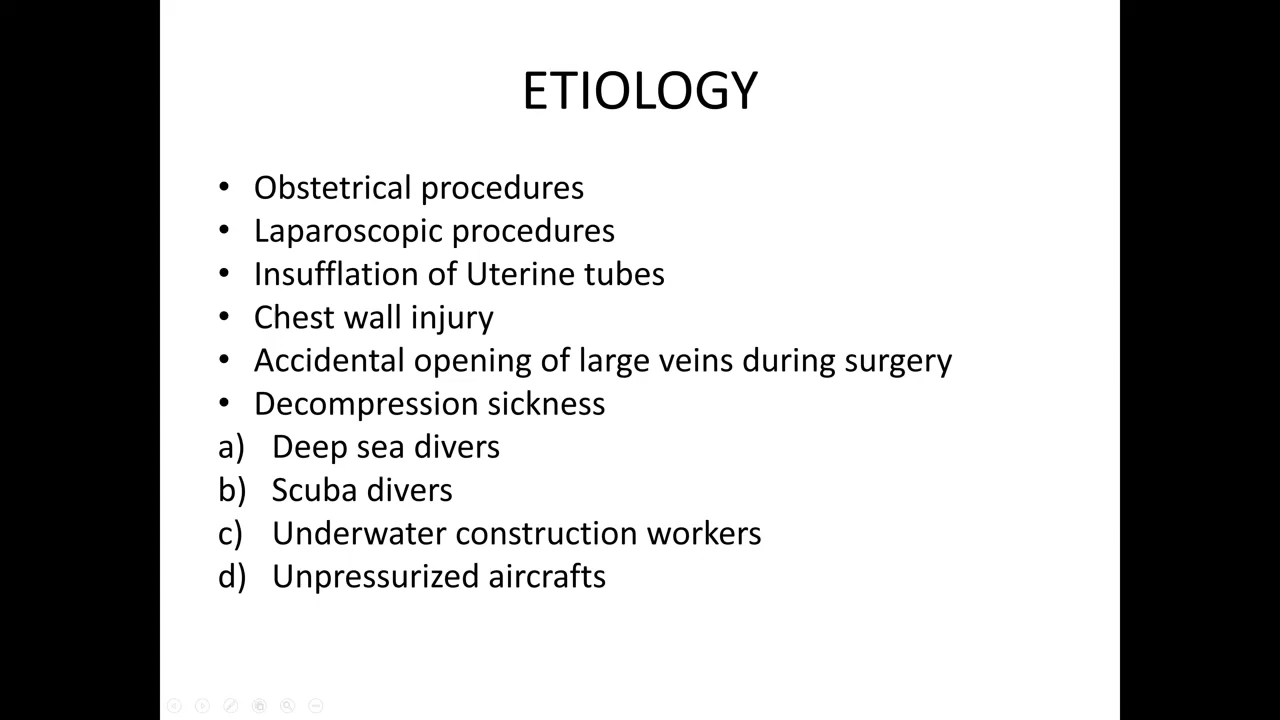 ETIOLOGY
• Obstetrical procedures
• Laparoscopic procedures
• Insufflation of Uterine tubes
• Chest wall injury
• Accidental opening of large veins during surgery
• Decompression sickness
a) Deep sea divers
b) Scuba divers
c) Underwater construction workers
d) Unpressurized aircrafts